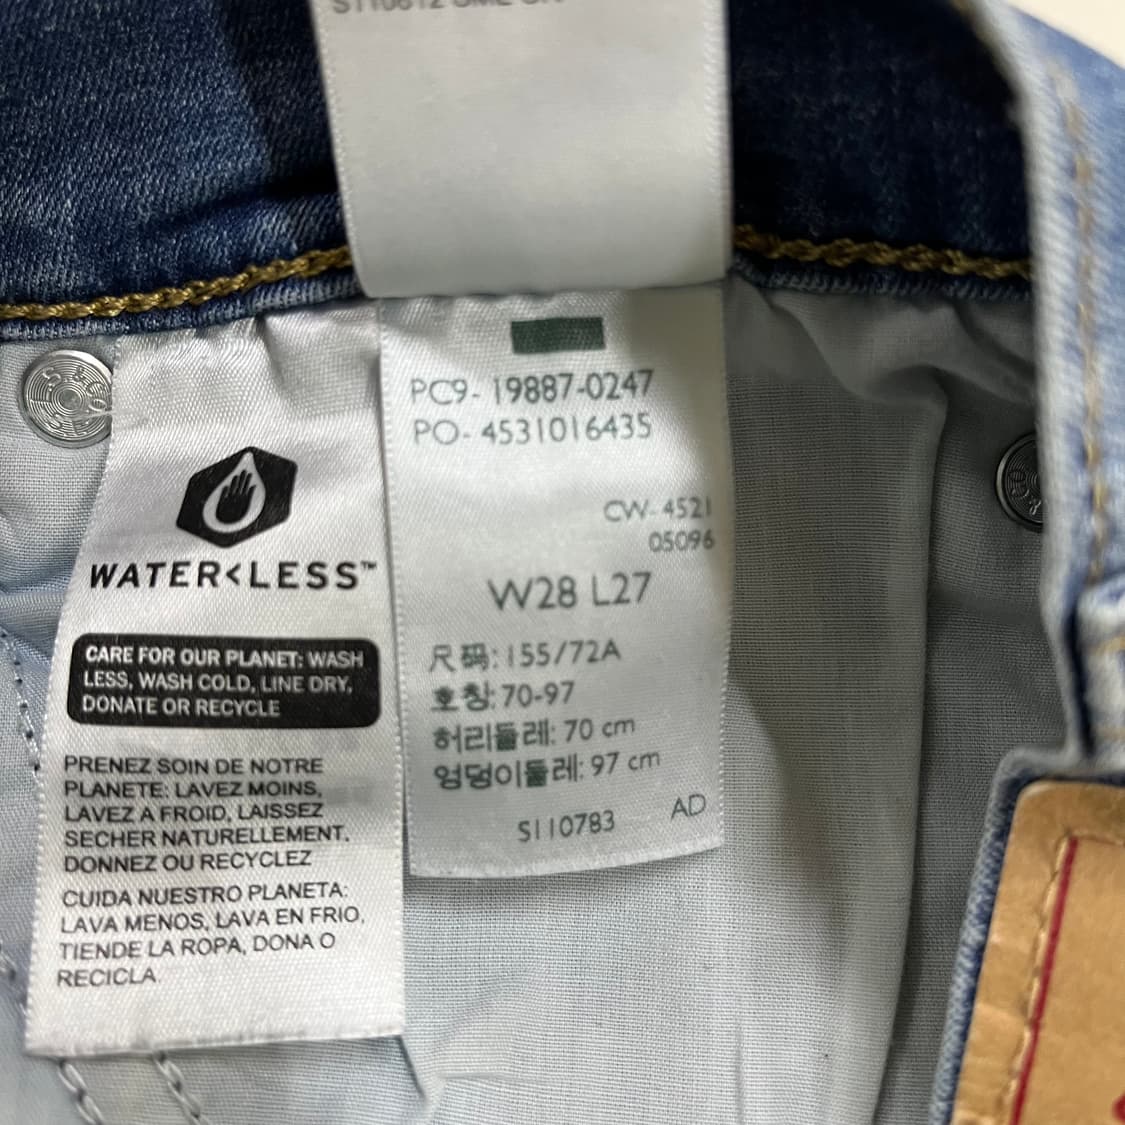 PC9- 19887-0247
PO- 4531016435
CW- 4521
05096
W28 L27
尺码: 155/72A
호칭: 70-97
허리둘레: 70 cm
엉덩이둘레: 97 cm
S110783 AD
WATER<LESS™
CARE FOR OUR PLANET: WASH
LESS, WASH COLD, LINE DRY,
DONATE OR RECYCLE
PRENEZ SOIN DE NOTRE
PLANETE: LAVEZ MOINS,
LAVEZ A FROID, LAISSEZ
SECHER NATURELLEMENT.
DONNEZ OU RECYCLEZ
CUIDA NUESTRO PLANETA:
LAVA MENOS, LAVA EN FRIO,
TIENDE LA ROPA, DONA O
RECICLA.